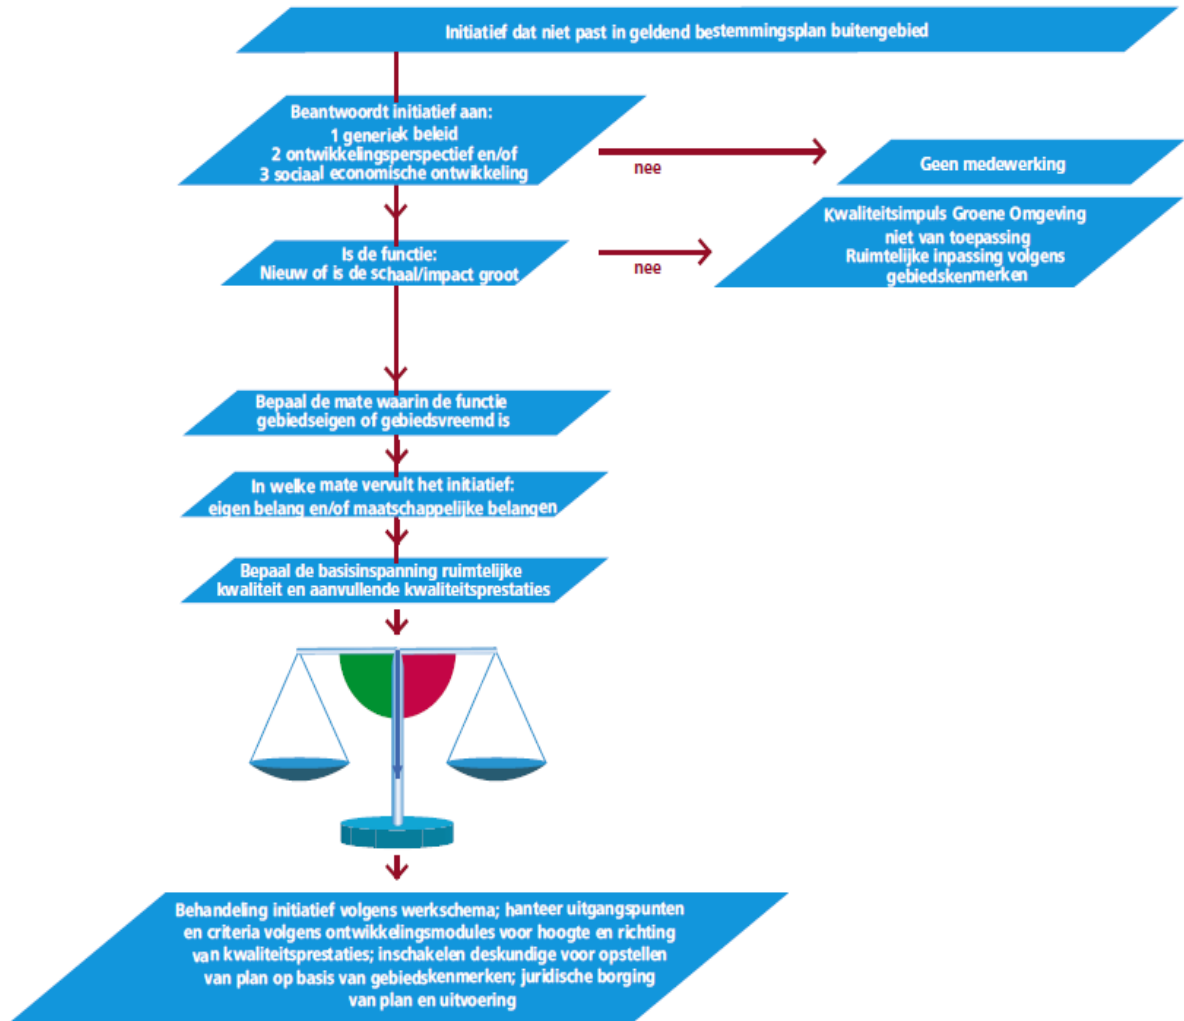 Initiatief dat niet past in geldend bestemmingsplan buitengebied
Beantwoordt initiatief aan:
1 generiek beleid
2 ontwikkelingsperspectief en/of
3 sociaal economische ontwikkeling
nee
Geen medewerking
Is de functie:
Nieuw of is de schaal/impact groot
nee
Kwaliteitsimpuls Groene Omgeving
niet van toepassing
Ruimtelijke inpassing volgens
gebiedskenmerken
Bepaal de mate waarin de functie
gebiedseigen of gebiedsvreemd is
In welke mate vervult het initiatief:
eigen belang en/of maatschappelijke belangen
Bepaal de basisinspanning ruimtelijke
kwaliteit en aanvullende kwaliteitsprestaties
Behandeling initiatief volgens werkschema; hanteer uitgangspunten
en criteria volgens ontwikkelingsmodules voor hoogte en richting
van kwaliteitsprestaties; inschakelen deskundige voor opstellen
van plan op basis van gebiedskenmerken; juridische borging
van plan en uitvoering